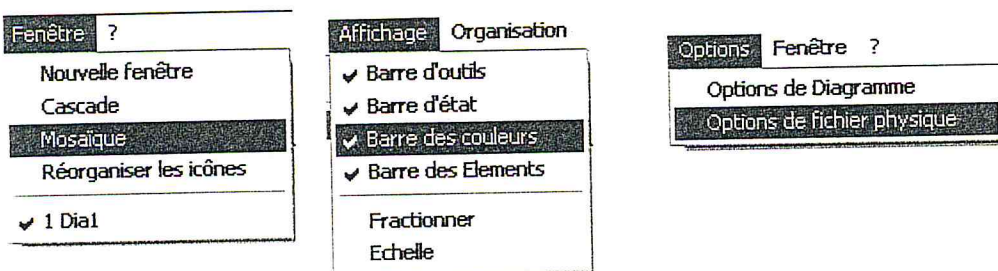 Fenêtre ?
Nouvelle fenêtre
Cascade
Mosaïque
Réorganiser les icônes
1 Dia1
Affichage Organisation
Barre d'outils
Barre d'état
Barre des couleurs
Barre des Elements
Fractionner
Echelle
Options Fenêtre ?
Options de Diagramme
Options de fichier physique